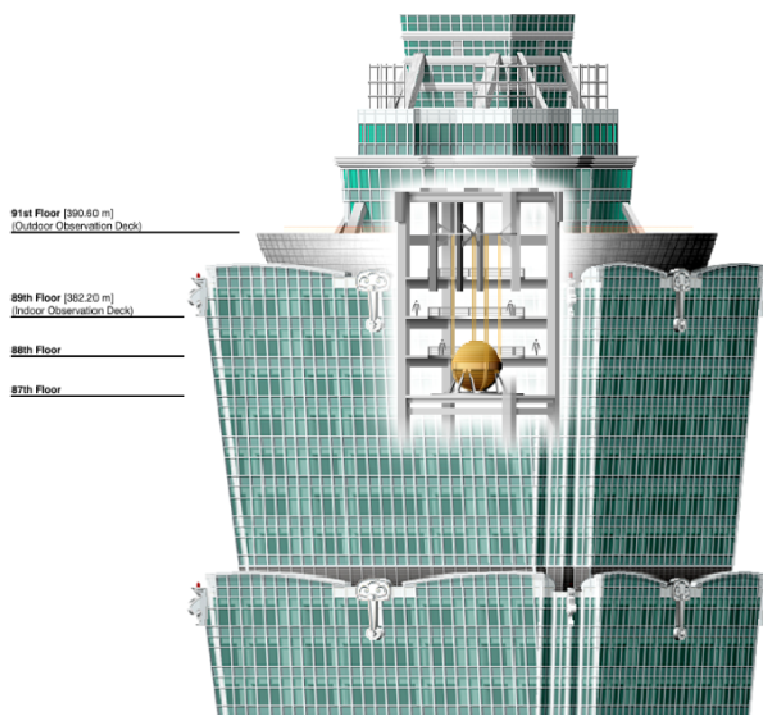 91st Floor [390.60 m]
(Outdoor Observation Deck)
89th Floor [382.20 m]
(Indoor Observation Deck)
88th Floor
87th Floor